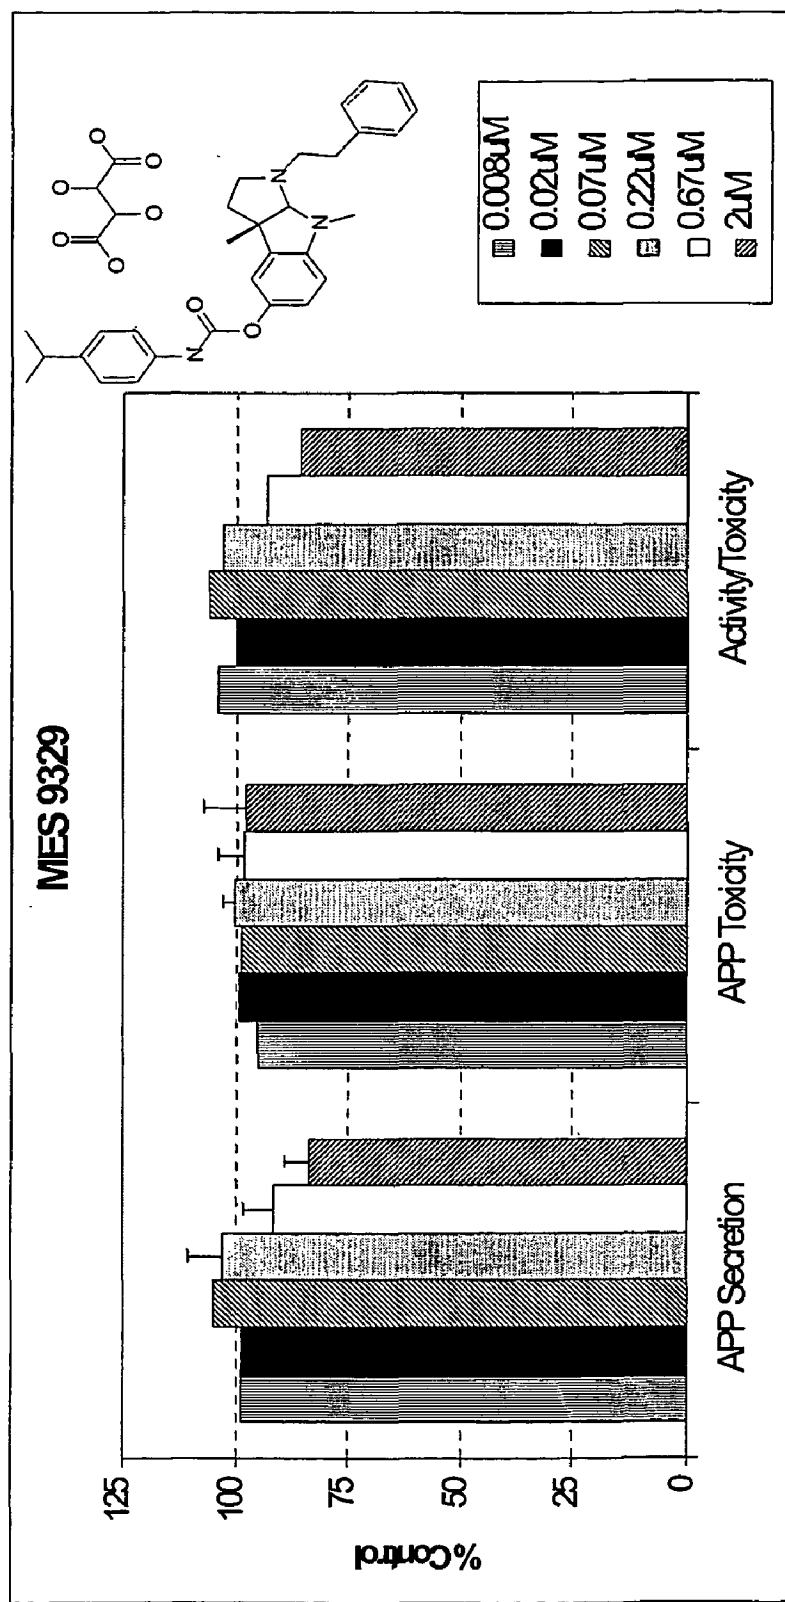 MES 9329
% Control
125
100
75
50
25
0
APP Secretion
APP Toxicity
Activity/Toxicity
O
O
O
O
O
O
N
O
O
N
N
0.008uM
0.02uM
0.07uM
0.22uM
0.67uM
2uM